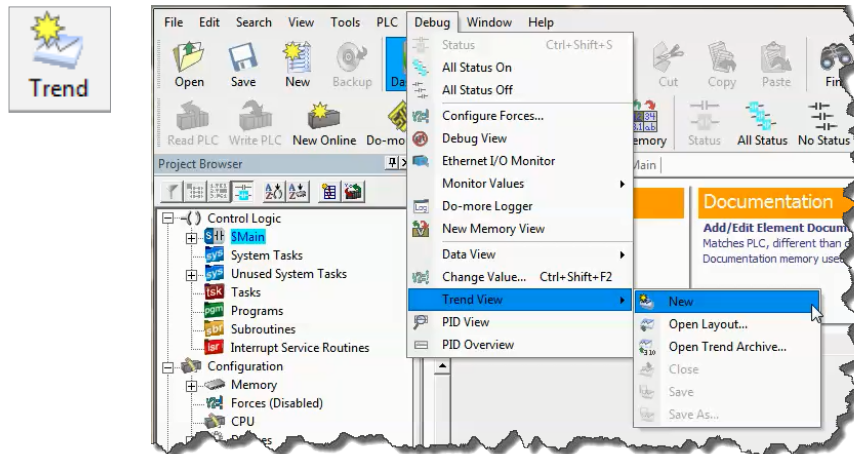 Trend
File Edit Search View Tools PLC Debug Window Help
Open Save New Backup
Cut Copy Paste
Read PLC Write PLC New Online
Status All Status No Status
Project Browser
Control Logic
$Main
System Tasks
Unused System Tasks
Tasks
Programs
Subroutines
Interrupt Service Routines
Configuration
Memory
Forces (Disabled)
CPU
Status Ctrl+Shift+S
All Status On
All Status Off
Configure Forces...
Debug View
Ethernet I/O Monitor
Monitor Values
Do-more Logger
New Memory View
Data View
Change Value... Ctrl+Shift+F2
Trend View
PID View
PID Overview
New
Open Layout...
Open Trend Archive...
Close
Save
Save As...
Documentation
Add/Edit Element Docum
Matches PLC, different than
Documentation memory use